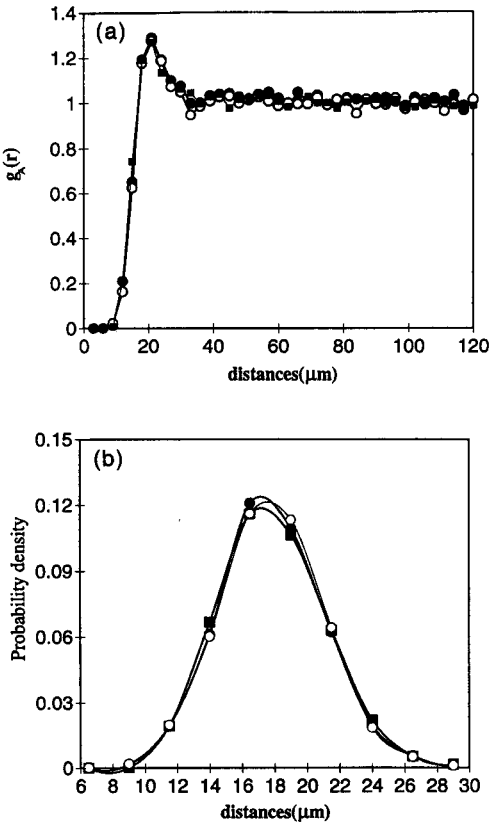 (a)
1.4
1.2
1
0.8
0.6
0.4
0.2
0
g_A(r)
0 20 40 60 80 100 120
distances(μm)
(b)
0.15
0.12
0.09
0.06
0.03
0
Probability density
6 8 10 12 14 16 18 20 22 24 26 28 30
distances(μm)